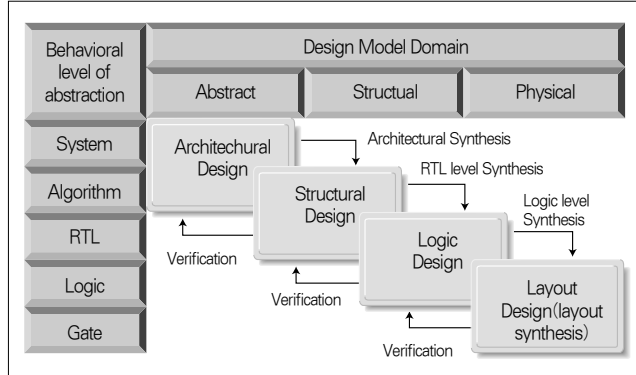 Behavioral
level of
abstraction
Design Model Domain
Abstract
Structual
Physical
System
Algorithm
RTL
Logic
Gate
Architechural
Design
Architectural Synthesis
Structural
Design
RTL level Synthesis
Logic
Design
Logic level
Synthesis
Layout
Design(layout
synthesis)
Verification
Verification
Verification